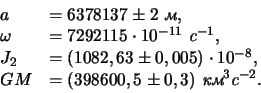 a = 6378137 ± 2 м,
ω = 7292115 · 10⁻¹¹ c⁻¹,
J₂ = (1082,63 ± 0,005) · 10⁻⁸,
GM = (398600,5 ± 0,3) км³c⁻².